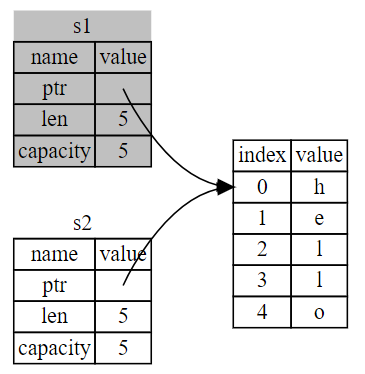 s1
name value
ptr
len 5
capacity 5
s2
name value
ptr
len 5
capacity 5
index value
0 h
1 e
2 l
3 l
4 o